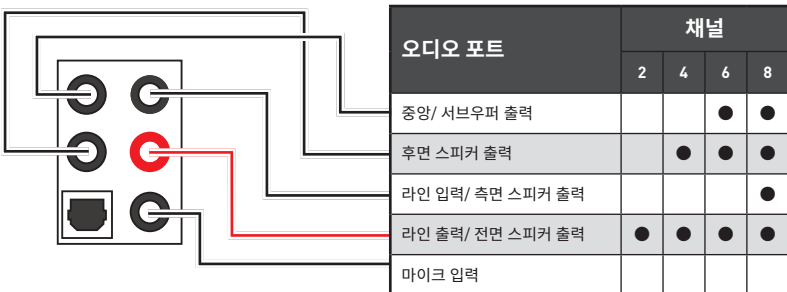 오디오 포트
채널
2 4 6 8
중앙/ 서브우퍼 출력 ● ●
후면 스피커 출력 ● ● ●
라인 입력/ 측면 스피커 출력 ●
라인 출력/ 전면 스피커 출력 ● ● ● ●
마이크 입력